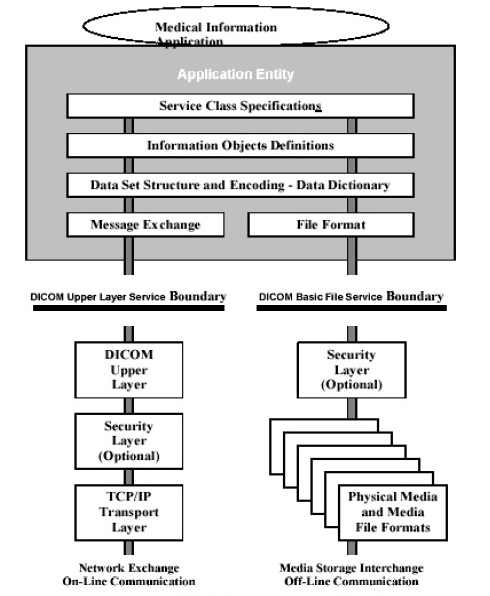 Medical Information
Application
Application Entity
Service Class Specifications
Information Objects Definitions
Data Set Structure and Encoding - Data Dictionary
Message Exchange
File Format
DICOM Upper Layer Service Boundary
DICOM Basic File Service Boundary
DICOM
Upper
Layer
Security
Layer
(Optional)
TCP/IP
Transport
Layer
Network Exchange
On-Line Communication
Security
Layer
(Optional)
Physical Media
and Media
File Formats
Media Storage Interchange
Off-Line Communication